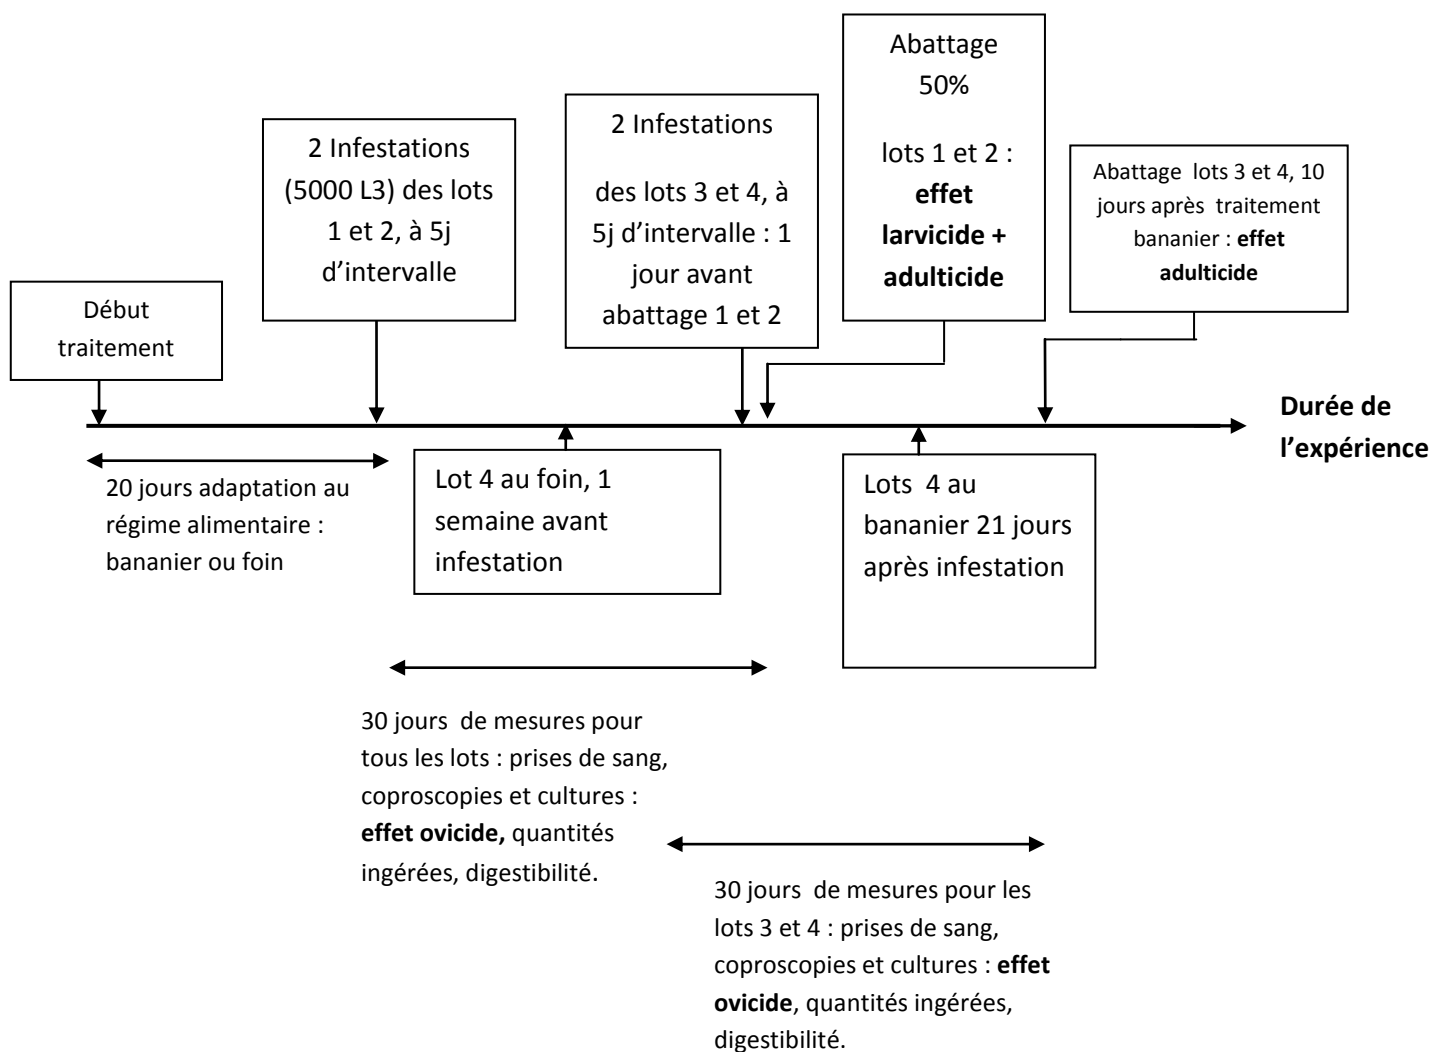 Début
traitement
2 Infestations
(5000 L3) des lots
1 et 2, à 5j
d’intervalle
2 Infestations
des lots 3 et 4, à
5j d’intervalle : 1
jour avant
abattage 1 et 2
Abattage
50%
lots 1 et 2 :
effet
larvicide +
adulticide
Abattage lots 3 et 4, 10
jours après traitement
bananier : effet
adulticide
Durée de
l’expérience
20 jours adaptation au
régime alimentaire :
bananier ou foin
Lot 4 au foin, 1
semaine avant
infestation
Lots 4 au
bananier 21 jours
après infestation
30 jours de mesures pour
tous les lots : prises de sang,
coproscopies et cultures :
effet ovicide, quantités
ingérées, digestibilité.
30 jours de mesures pour les
lots 3 et 4 : prises de sang,
coproscopies et cultures : effet
ovicide, quantités ingérées,
digestibilité.